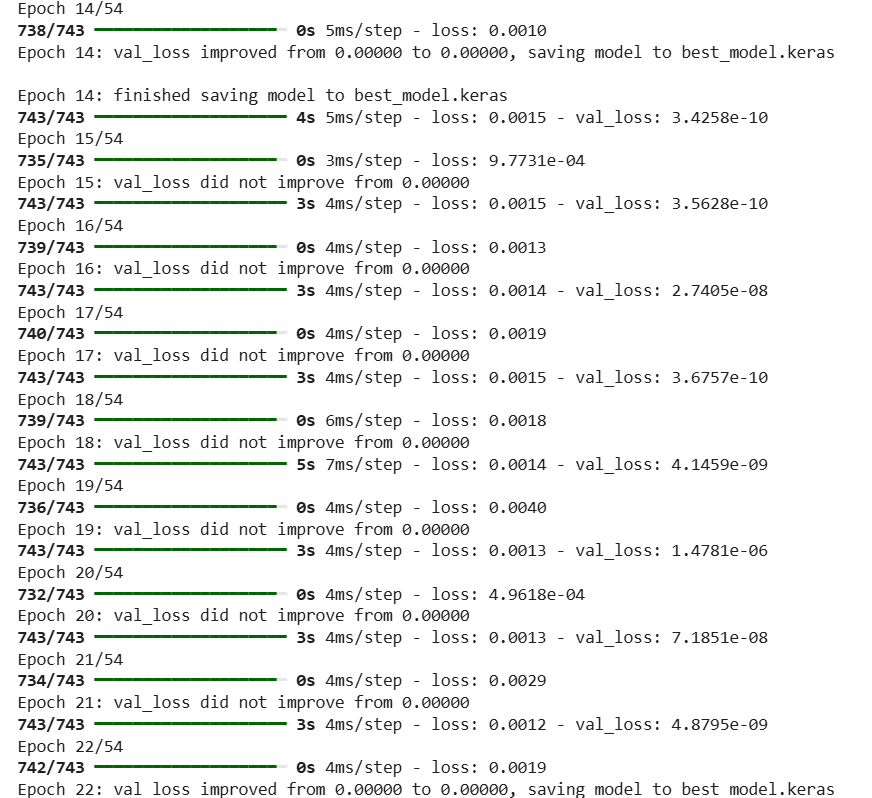 Epoch 14/54
738/743 ━━━━━━━━━━━━━━━━━━━━ 0s 5ms/step - loss: 0.0010
Epoch 14: val_loss improved from 0.00000 to 0.00000, saving model to best_model.keras
Epoch 14: finished saving model to best_model.keras
743/743 ━━━━━━━━━━━━━━━━━━━━ 4s 5ms/step - loss: 0.0015 - val_loss: 3.4258e-10
Epoch 15/54
735/743 ━━━━━━━━━━━━━━━━━━━━ 0s 3ms/step - loss: 9.7731e-04
Epoch 15: val_loss did not improve from 0.00000
743/743 ━━━━━━━━━━━━━━━━━━━━ 3s 4ms/step - loss: 0.0015 - val_loss: 3.5628e-10
Epoch 16/54
739/743 ━━━━━━━━━━━━━━━━━━━━ 0s 4ms/step - loss: 0.0013
Epoch 16: val_loss did not improve from 0.00000
743/743 ━━━━━━━━━━━━━━━━━━━━ 3s 4ms/step - loss: 0.0014 - val_loss: 2.7405e-08
Epoch 17/54
740/743 ━━━━━━━━━━━━━━━━━━━━ 0s 4ms/step - loss: 0.0019
Epoch 17: val_loss did not improve from 0.00000
743/743 ━━━━━━━━━━━━━━━━━━━━ 3s 4ms/step - loss: 0.0015 - val_loss: 3.6757e-10
Epoch 18/54
739/743 ━━━━━━━━━━━━━━━━━━━━ 0s 6ms/step - loss: 0.0018
Epoch 18: val_loss did not improve from 0.00000
743/743 ━━━━━━━━━━━━━━━━━━━━ 5s 7ms/step - loss: 0.0014 - val_loss: 4.1459e-09
Epoch 19/54
736/743 ━━━━━━━━━━━━━━━━━━━━ 0s 4ms/step - loss: 0.0040
Epoch 19: val_loss did not improve from 0.00000
743/743 ━━━━━━━━━━━━━━━━━━━━ 3s 4ms/step - loss: 0.0013 - val_loss: 1.4781e-06
Epoch 20/54
732/743 ━━━━━━━━━━━━━━━━━━━━ 0s 4ms/step - loss: 4.9618e-04
Epoch 20: val_loss did not improve from 0.00000
743/743 ━━━━━━━━━━━━━━━━━━━━ 3s 4ms/step - loss: 0.0013 - val_loss: 7.1851e-08
Epoch 21/54
734/743 ━━━━━━━━━━━━━━━━━━━━ 0s 4ms/step - loss: 0.0029
Epoch 21: val_loss did not improve from 0.00000
743/743 ━━━━━━━━━━━━━━━━━━━━ 3s 4ms/step - loss: 0.0012 - val_loss: 4.8795e-09
Epoch 22/54
742/743 ━━━━━━━━━━━━━━━━━━━━ 0s 4ms/step - loss: 0.0019
Epoch 22: val_loss improved from 0.00000 to 0.00000, saving model to best_model.keras